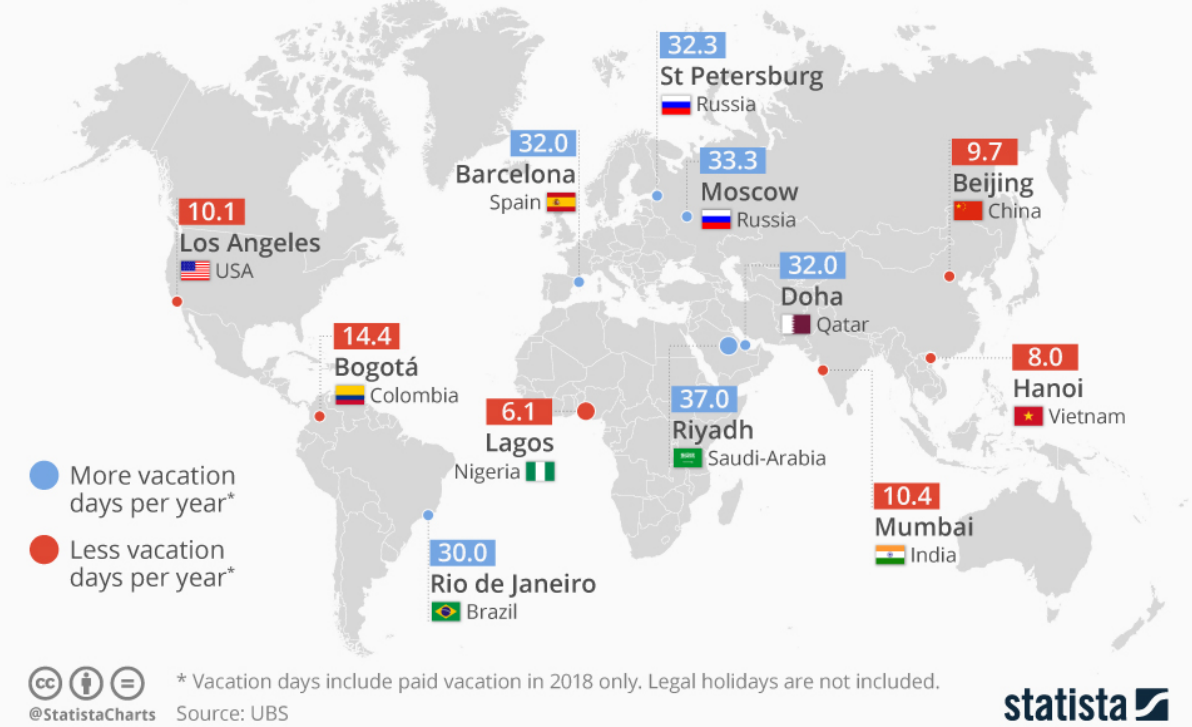 32.3
St Petersburg
Russia
32.0
Barcelona
Spain
33.3
Moscow
Russia
9.7
Beijing
China
10.1
Los Angeles
USA
32.0
Doha
Qatar
14.4
Bogotá
Colombia
8.0
Hanoi
Vietnam
6.1
Lagos
Nigeria
37.0
Riyadh
Saudi-Arabia
More vacation
days per year*
Less vacation
days per year*
10.4
Mumbai
India
30.0
Rio de Janeiro
Brazil
cc
@StatistaCharts
* Vacation days include paid vacation in 2018 only. Legal holidays are not included.
Source: UBS
statista